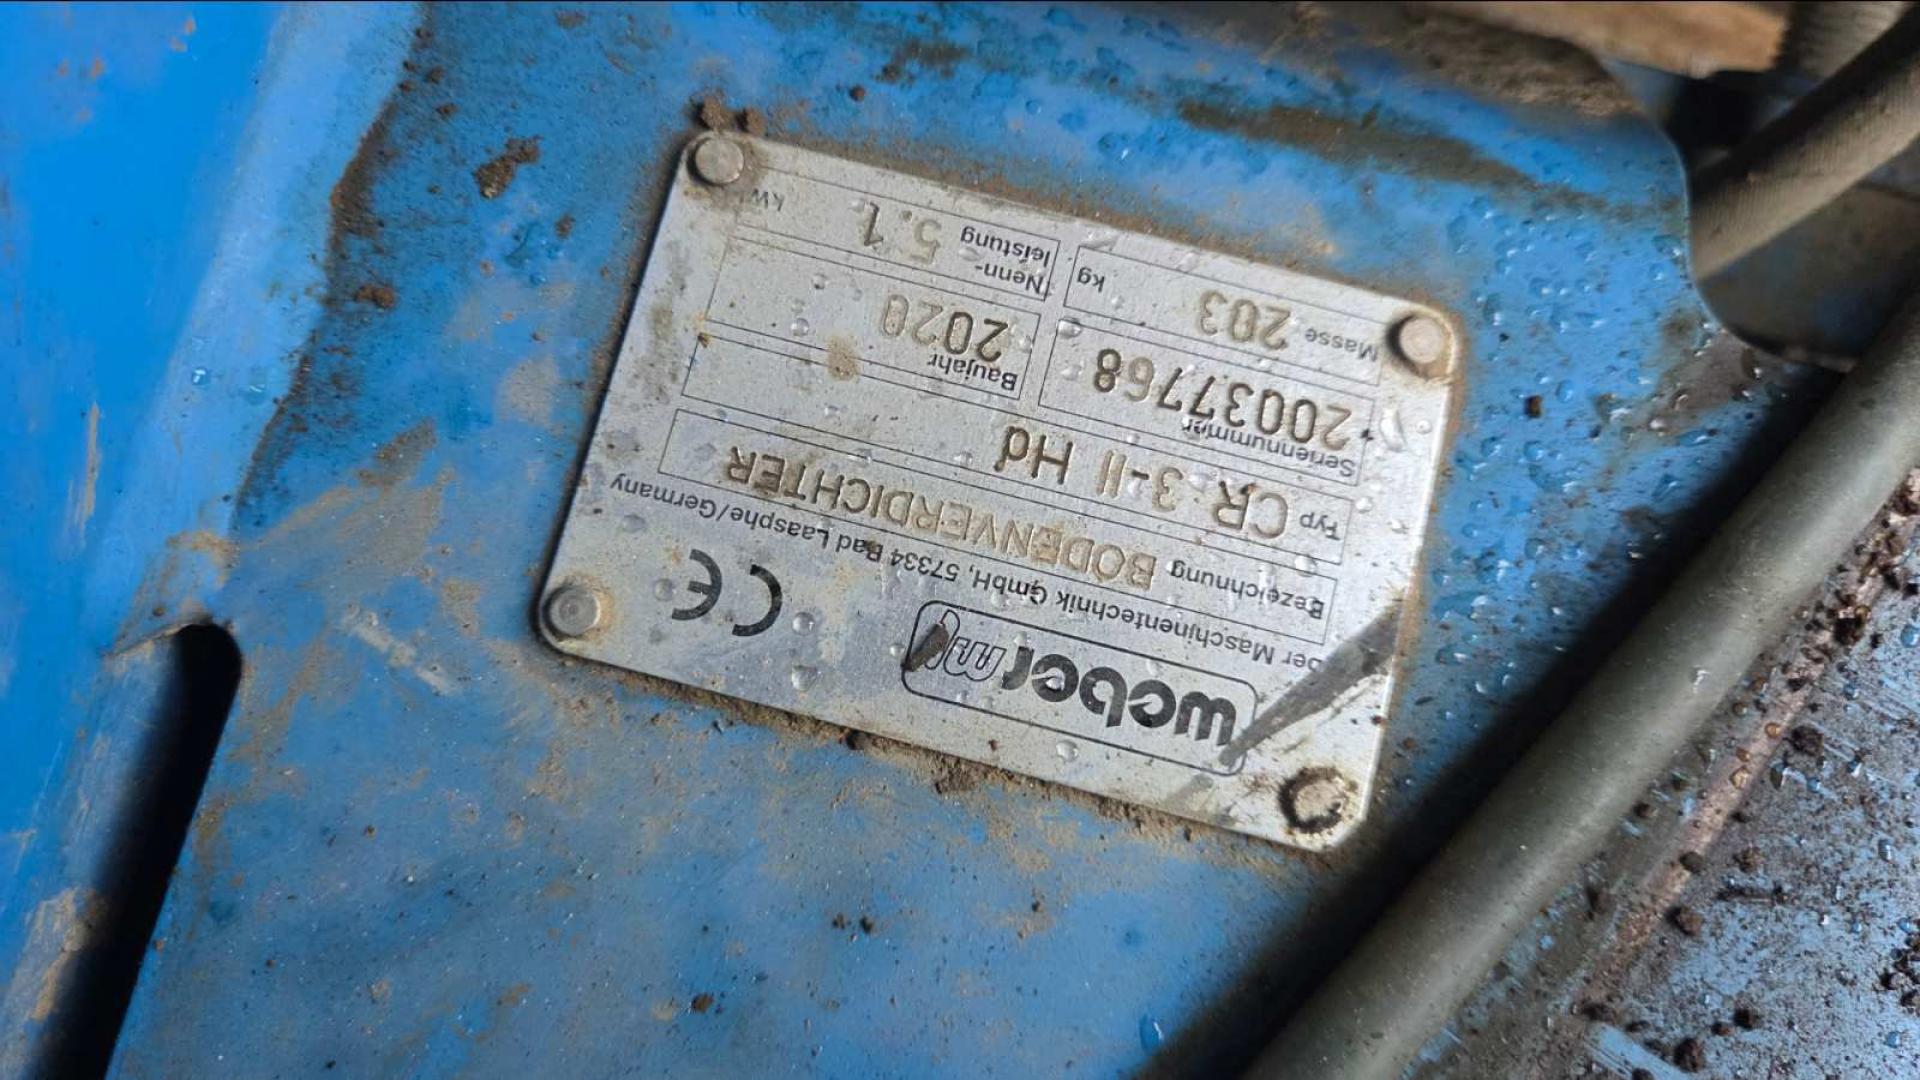 weber mt
ber Maschinentechnik GmbH, 57334 Bad Laasphe/Germany
CE
Bezeichnung BODENVERDICHTER
Typ CR 3-II Hd
Seriennummer 20037768
Baujahr 2020
Masse 203 kg
Nenn-
leistung 5.1 kW